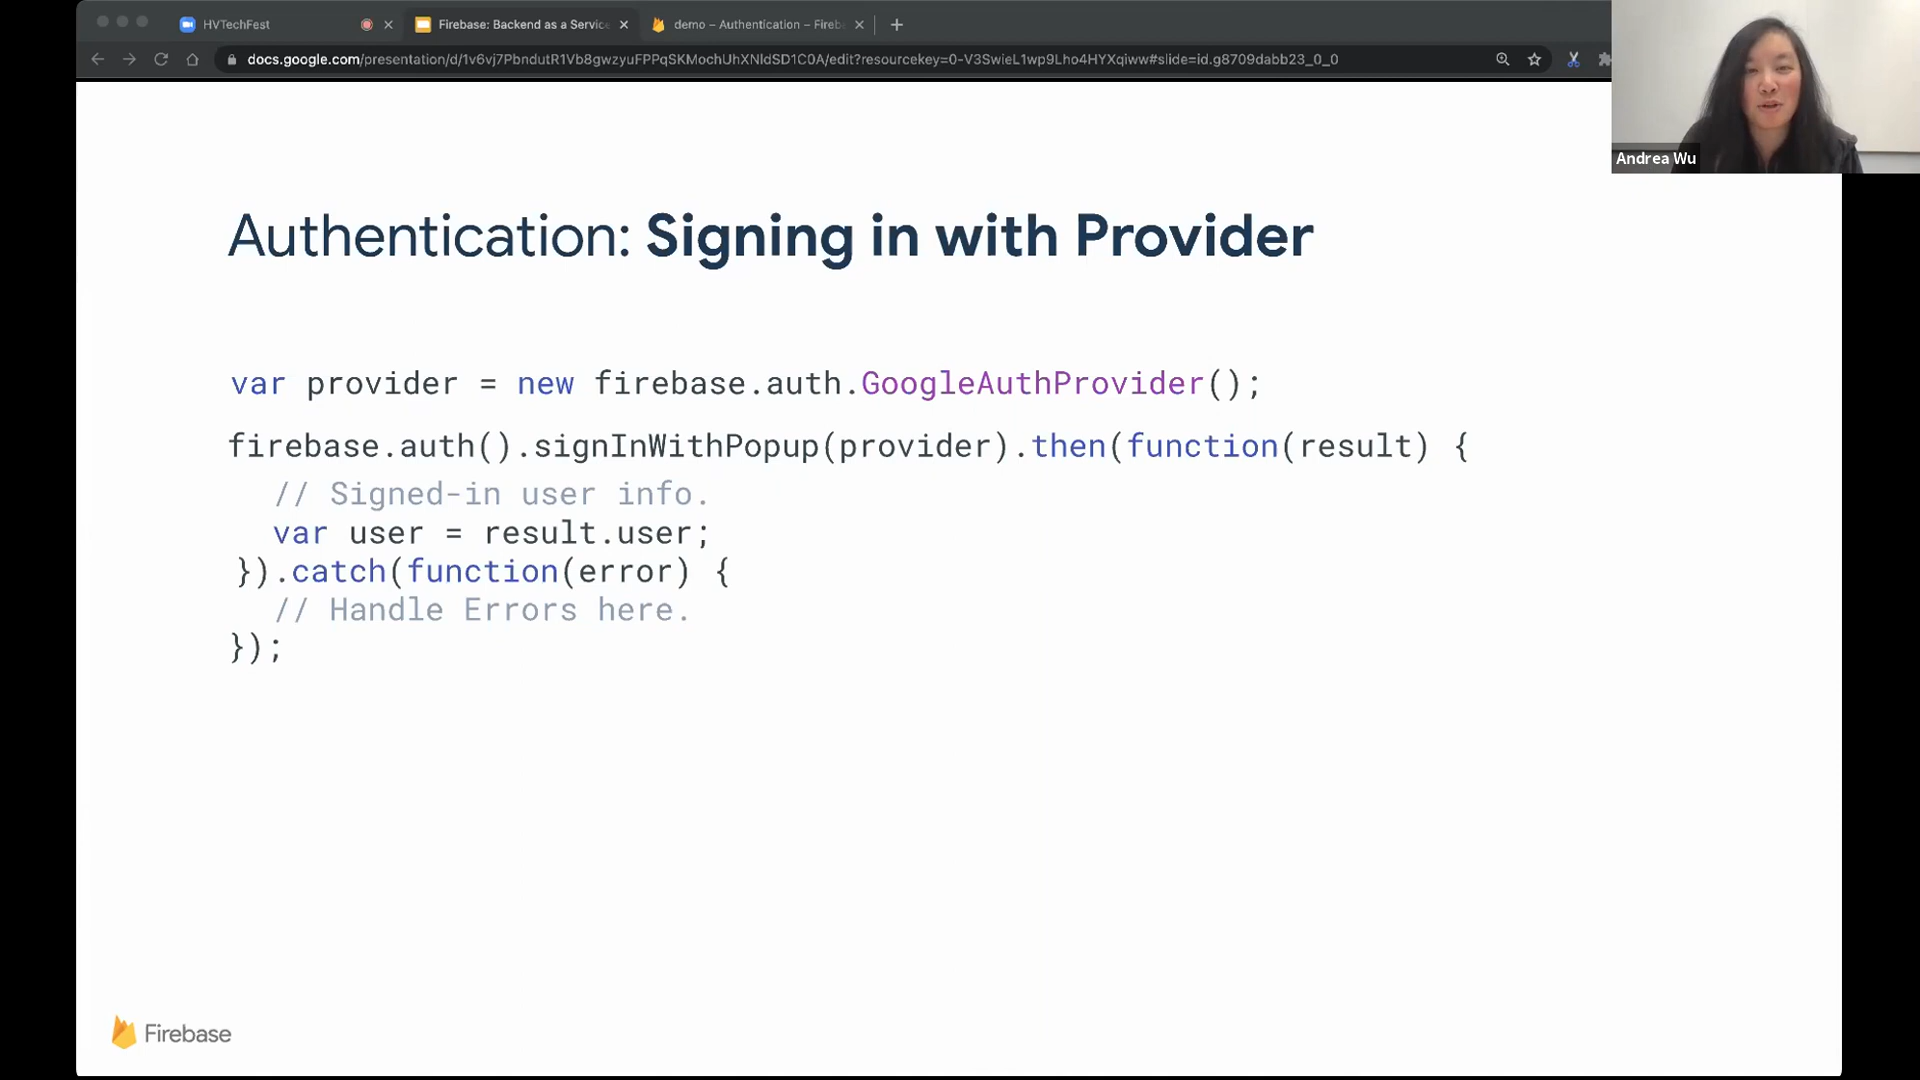 HVTechFest
Firebase: Backend as a Servic
demo – Authentication – Fireb
docs.google.com/presentation/d/1v6vj7PbndutR1Vb8gwzyuFPPqSKMochUhXNldSD1C0A/edit?resourcekey=0-V3SwieL1wp9Lho4HYXqiww#slide=id.g8709dabb23_0_0
Andrea Wu
Authentication: Signing in with Provider
var provider = new firebase.auth.GoogleAuthProvider();
firebase.auth().signInWithPopup(provider).then(function(result) {
// Signed-in user info.
var user = result.user;
}).catch(function(error) {
// Handle Errors here.
});
Firebase